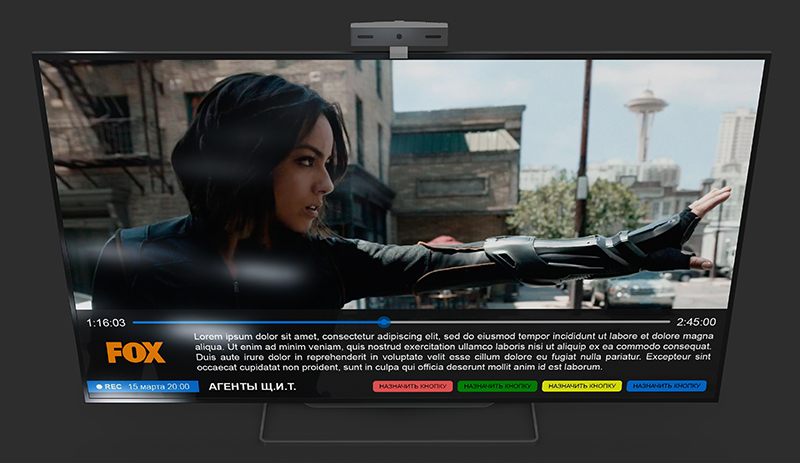 1:16:03
2:45:00
FOX
Lorem ipsum dolor sit amet, consectetur adipiscing elit, sed do eiusmod tempor incididunt ut labore et dolore magna
aliqua. Ut enim ad minim veniam, quis nostrud exercitation ullamco laboris nisi ut aliquip ex ea commodo consequat.
Duis aute irure dolor in reprehenderit in voluptate velit esse cillum dolore eu fugiat nulla pariatur. Excepteur sint
occaecat cupidatat non proident, sunt in culpa qui officia deserunt mollit anim id est laborum.
REC 15 марта 20:00
АГЕНТЫ Щ.И.Т.
НАЗНАЧИТЬ КНОПКУ
НАЗНАЧИТЬ КНОПКУ
НАЗНАЧИТЬ КНОПКУ
НАЗНАЧИТЬ КНОПКУ